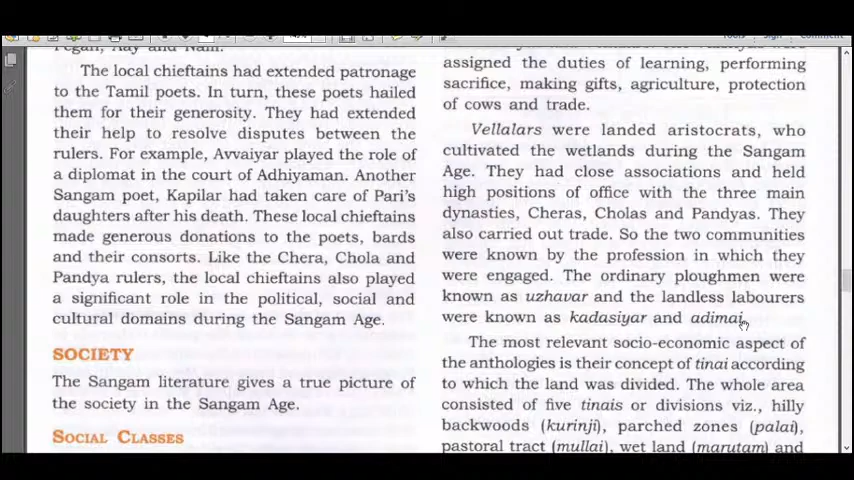 Pegan, Aay and Nalli.
The local chieftains had extended patronage
to the Tamil poets. In turn, these poets hailed
them for their generosity. They had extended
their help to resolve disputes between the
rulers. For example, Avvaiyar played the role of
a diplomat in the court of Adhiyaman. Another
Sangam poet, Kapilar had taken care of Pari's
daughters after his death. These local chieftains
made generous donations to the poets, bards
and their consorts. Like the Chera, Chola and
Pandya rulers, the local chieftains also played
a significant role in the political, social and
cultural domains during the Sangam Age.
SOCIETY
The Sangam literature gives a true picture of
the society in the Sangam Age.
SOCIAL CLASSES
assigned the duties of learning, performing
sacrifice, making gifts, agriculture, protection
of cows and trade.
Vellalars were landed aristocrats, who
cultivated the wetlands during the Sangam
Age. They had close associations and held
high positions of office with the three main
dynasties, Cheras, Cholas and Pandyas. They
also carried out trade. So the two communities
were known by the profession in which they
were engaged. The ordinary ploughmen were
known as uzhavar and the landless labourers
were known as kadasiyar and adimai.
The most relevant socio-economic aspect of
the anthologies is their concept of tinai according
to which the land was divided. The whole area
consisted of five tinais or divisions viz., hilly
backwoods (kurinji), parched zones (palai),
pastoral tract (mullai), wet land (marutam) and